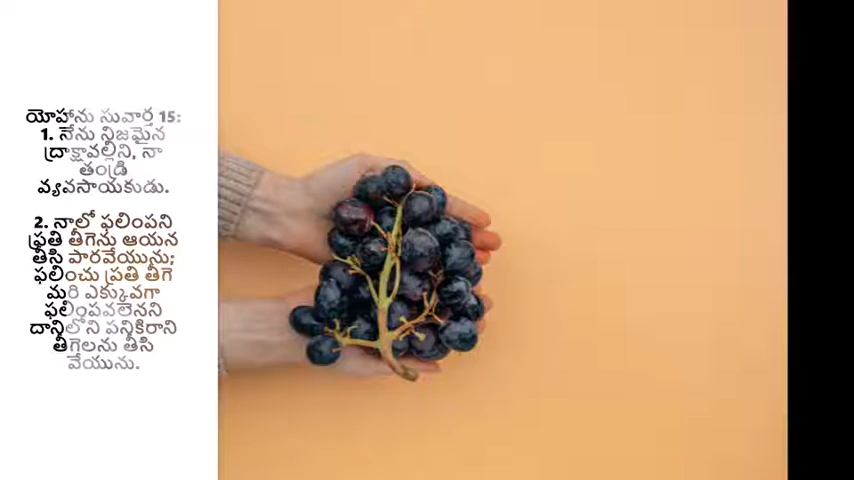 యోహాను సువార్త 15:
1. నేను నిజమైన
ద్రాక్షావల్లిని, నా
తండ్రి
వ్యవసాయకుడు.
2. నాలో ఫలింపని
ప్రతి తీగెను ఆయన
తీసి పారవేయును;
ఫలించు ప్రతి తీగె
మరి ఎక్కువగా
ఫలింపవలెనని
దానిలోని పనికిరాని
తీగెలను తీసి
వేయును.